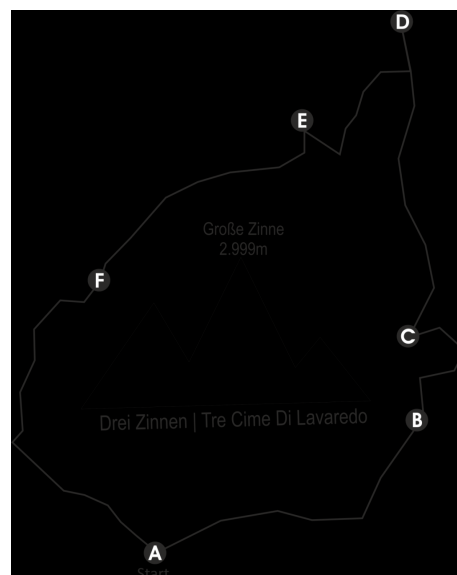 D
E
Große Zinne
2.999m
F
C
Drei Zinnen | Tre Cime Di Lavaredo
B
A
Start